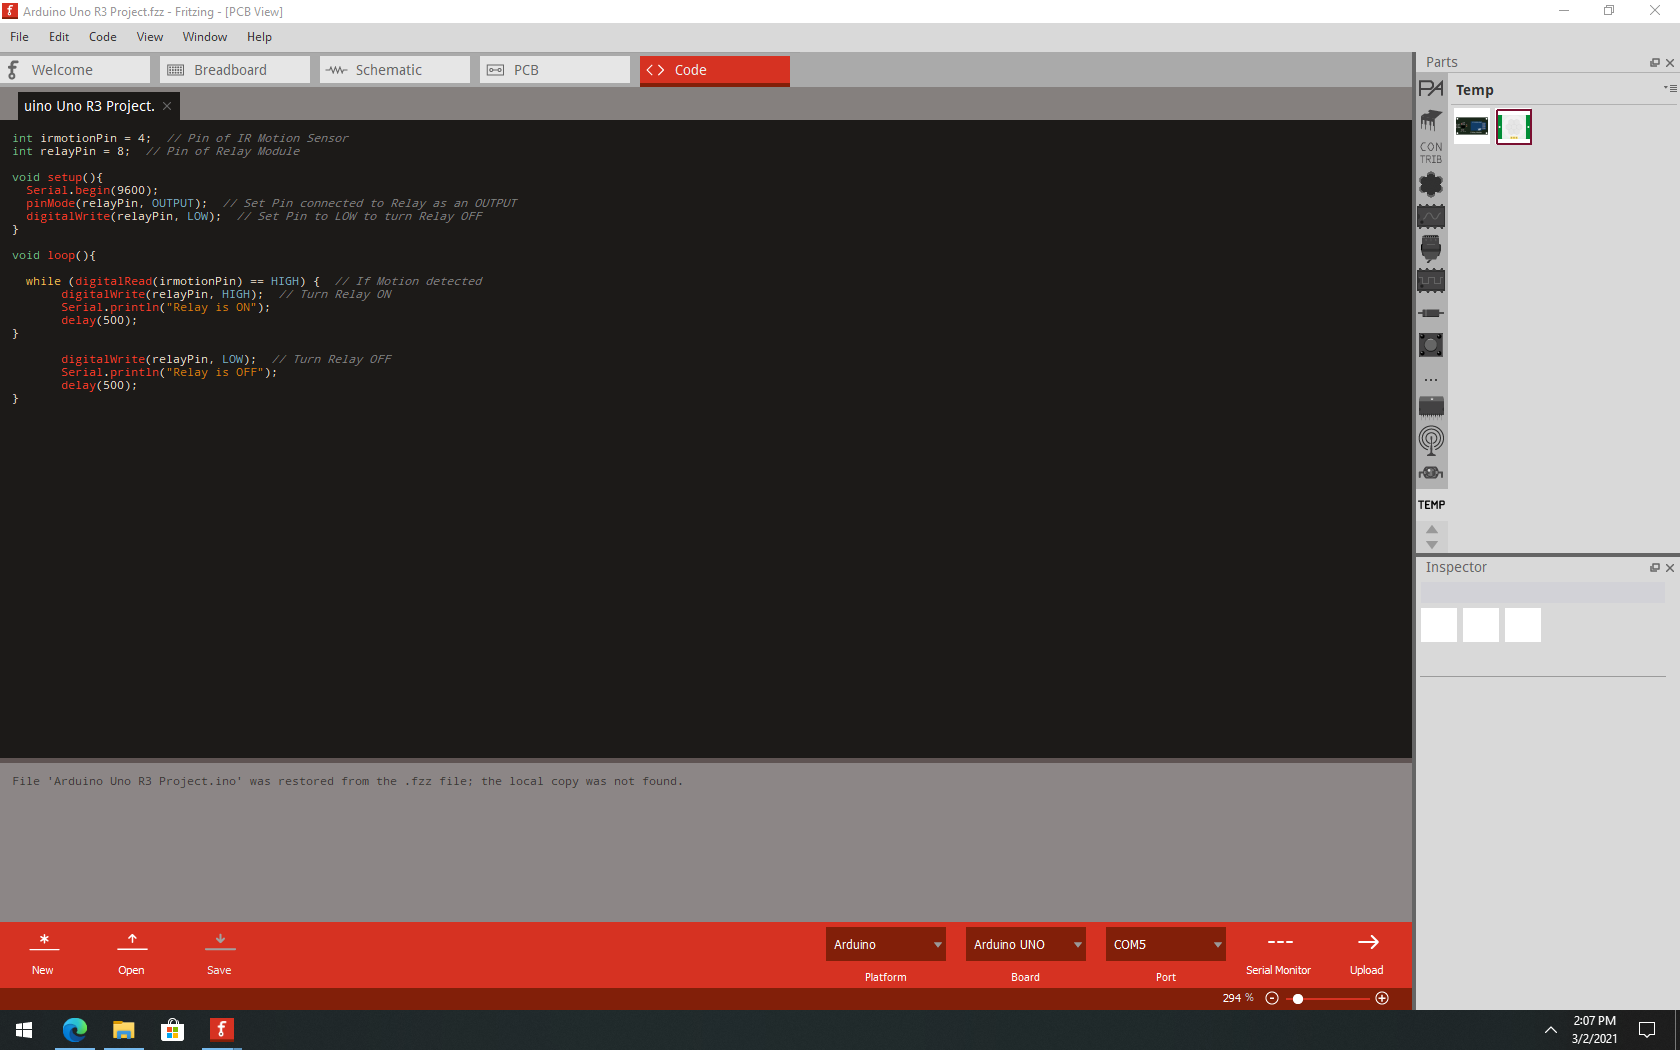 Arduino Uno R3 Project.fzz - Fritzing - [PCB View]
File Edit Code View Window Help
Welcome Breadboard Schematic PCB Code
uino Uno R3 Project.
int irmotionPin = 4;  // Pin of IR Motion Sensor
int relayPin = 8;  // Pin of Relay Module
void setup(){
Serial.begin(9600);
pinMode(relayPin, OUTPUT);  // Set Pin connected to Relay as an OUTPUT
digitalWrite(relayPin, LOW);  // Set Pin to LOW to turn Relay OFF
}
void loop(){
while (digitalRead(irmotionPin) == HIGH) {  // If Motion detected
digitalWrite(relayPin, HIGH);  // Turn Relay ON
Serial.println("Relay is ON");
delay(500);
}
digitalWrite(relayPin, LOW);  // Turn Relay OFF
Serial.println("Relay is OFF");
delay(500);
}
File 'Arduino Uno R3 Project.ino' was restored from the .fzz file; the local copy was not found.
Parts
Temp
CON
TRIB
...
TEMP
Inspector
New Open Save
Arduino Arduino UNO COM5
Platform Board Port Serial Monitor Upload
294 %
2:07 PM
3/2/2021